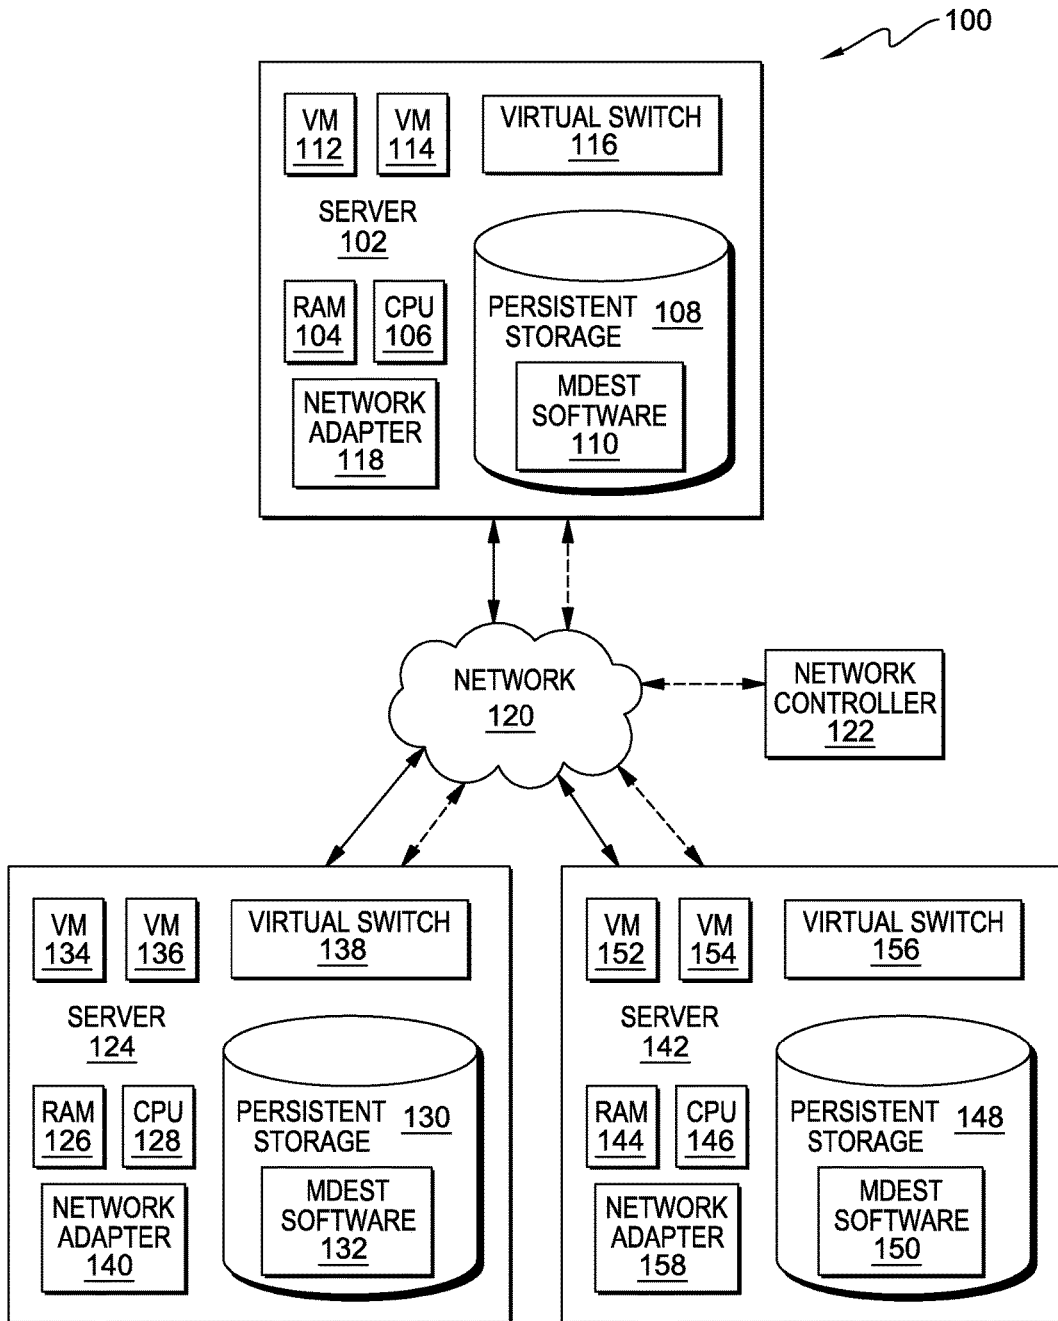 100
VM
112
VM
114
VIRTUAL SWITCH
116
SERVER
102
RAM
104
CPU
106
PERSISTENT
STORAGE
108
MDEST
SOFTWARE
110
NETWORK
ADAPTER
118
NETWORK
120
NETWORK
CONTROLLER
122
VM
134
VM
136
VIRTUAL SWITCH
138
SERVER
124
RAM
126
CPU
128
PERSISTENT
STORAGE
130
MDEST
SOFTWARE
132
NETWORK
ADAPTER
140
VM
152
VM
154
VIRTUAL SWITCH
156
SERVER
142
RAM
144
CPU
146
PERSISTENT
STORAGE
148
MDEST
SOFTWARE
150
NETWORK
ADAPTER
158